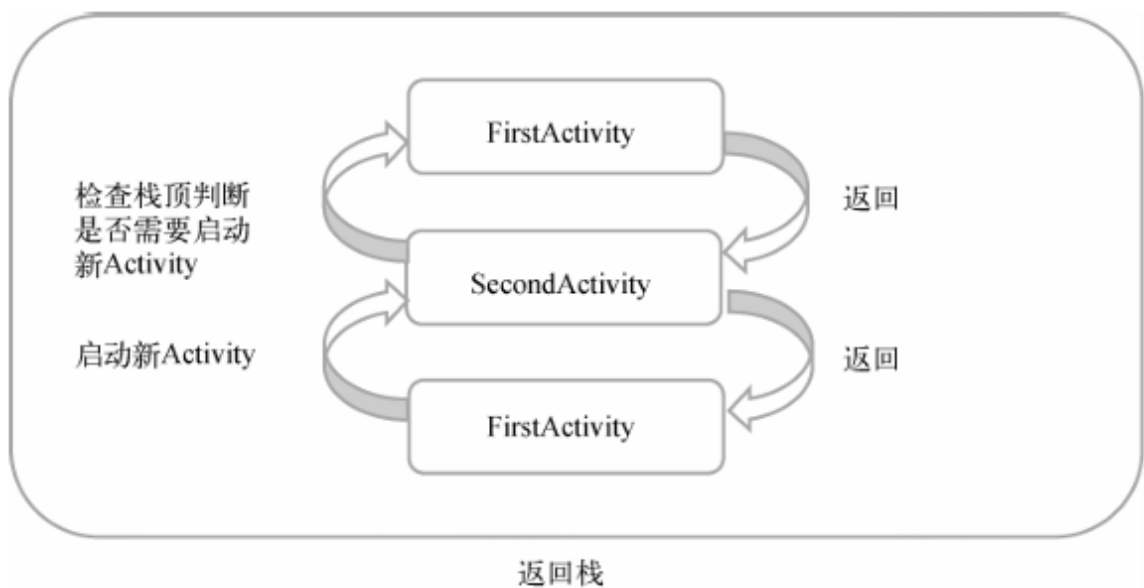 FirstActivity
检查栈顶判断
是否需要启动
新Activity
返回
SecondActivity
启动新Activity
返回
FirstActivity
返回栈